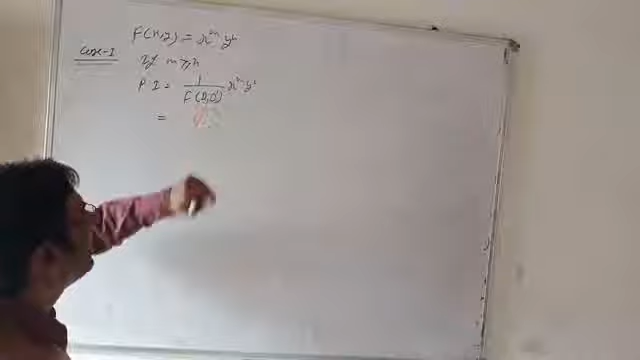 F(x,y) = x^m y^n
Case-I If m ≥ n
P I = 1/F(D,D') x^m y^n
=